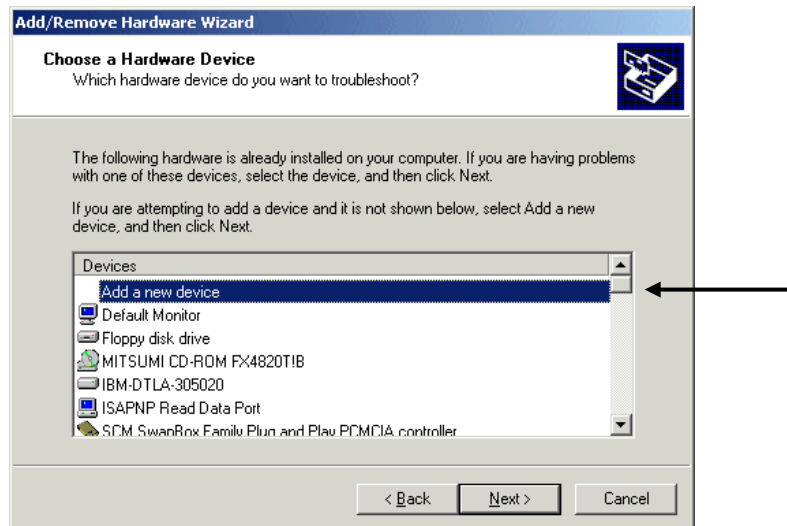 Add/Remove Hardware Wizard
Choose a Hardware Device
Which hardware device do you want to troubleshoot?
The following hardware is already installed on your computer. If you are having problems
with one of these devices, select the device, and then click Next.
If you are attempting to add a device and it is not shown below, select Add a new
device, and then click Next.
Devices
Add a new device
Default Monitor
Floppy disk drive
MITSUMI CD-ROM FX4820T!B
IBM-DTLA-305020
ISAPNP Read Data Port
SCM SwapBox Family Plug and Play PCMCIA controller
< Back
Next >
Cancel